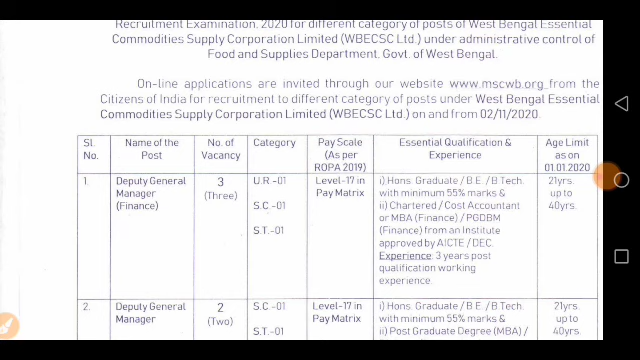 Recruitment Examination, 2020 for different category of posts of West Bengal Essential
Commodities Supply Corporation Limited (WBECSC Ltd.) under administrative control of
Food and Supplies Department, Govt. of West Bengal.
On-line applications are invited through our website www.mscwb.org from the
Citizens of India for recruitment to different category of posts under West Bengal Essential
Commodities Supply Corporation Limited (WBECSC Ltd.) on and from 02/11/2020.
Sl. No. Name of the Post No. of Vacancy Category Pay Scale (As per ROPA 2019) Essential Qualification & Experience Age Limit as on 01.01.2020
1. Deputy General Manager (Finance) 3 (Three) U.R-01 S.C.-01 S.T.-01 Level-17 in Pay Matrix
i) Hons. Graduate / B.E. / B.Tech.
with minimum 55% marks &
ii) Chartered / Cost Accountant
or MBA (Finance) / PGDBM
(Finance) from an Institute
approved by AICTE / DEC.
Experience: 3 years post
qualification working
experience.
21yrs. up to 40yrs.
2. Deputy General Manager 2 (Two) S.C-01 S.T.-01 Level-17 in Pay Matrix
i) Hons. Graduate / B.E. / B.Tech.
with minimum 55% marks &
ii) Post Graduate Degree (MBA) /
21yrs. up to 40yrs.